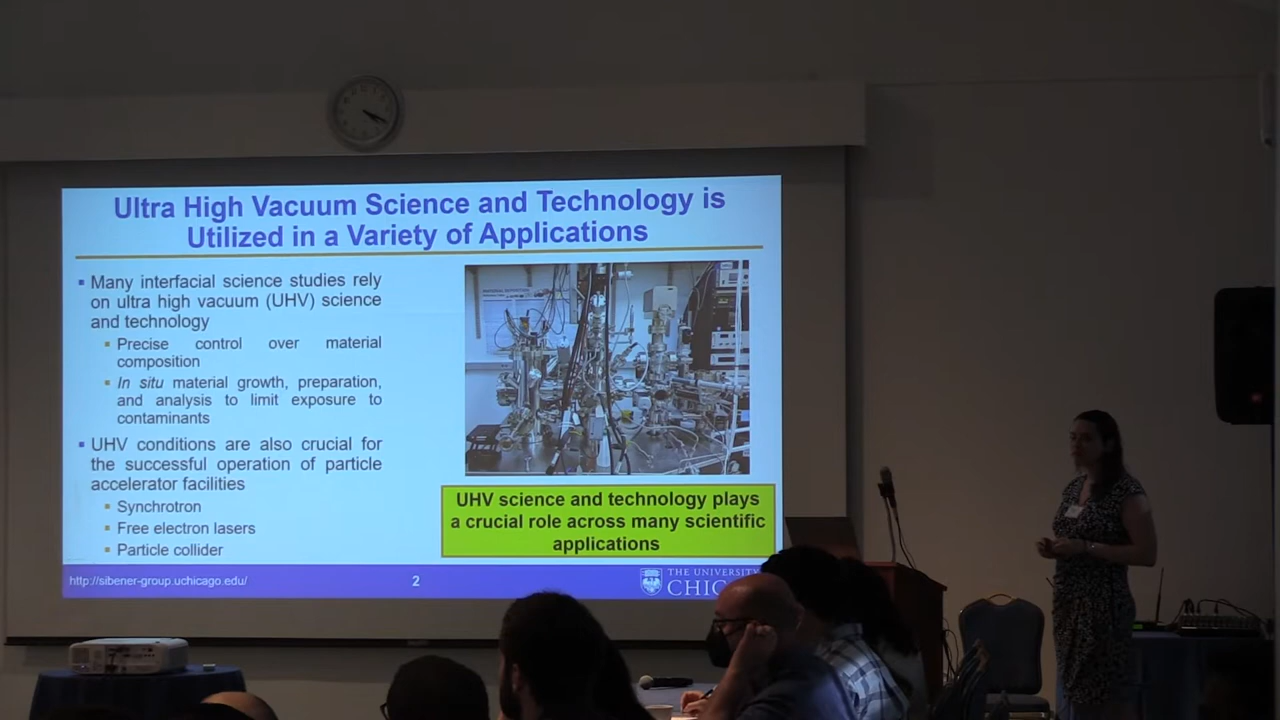 Ultra High Vacuum Science and Technology is
Utilized in a Variety of Applications
Many interfacial science studies rely
on ultra high vacuum (UHV) science
and technology
Precise control over material
composition
In situ material growth, preparation,
and analysis to limit exposure to
contaminants
UHV conditions are also crucial for
the successful operation of particle
accelerator facilities
Synchrotron
Free electron lasers
Particle collider
UHV science and technology plays
a crucial role across many scientific
applications
http://sibener-group.uchicago.edu/
2
THE UNIVERSITY